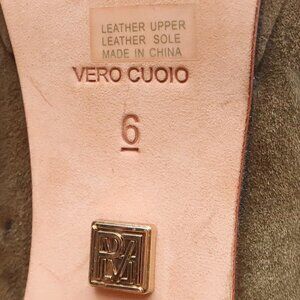 LEATHER UPPER
LEATHER SOLE
MADE IN CHINA
VERO CUOIO
6